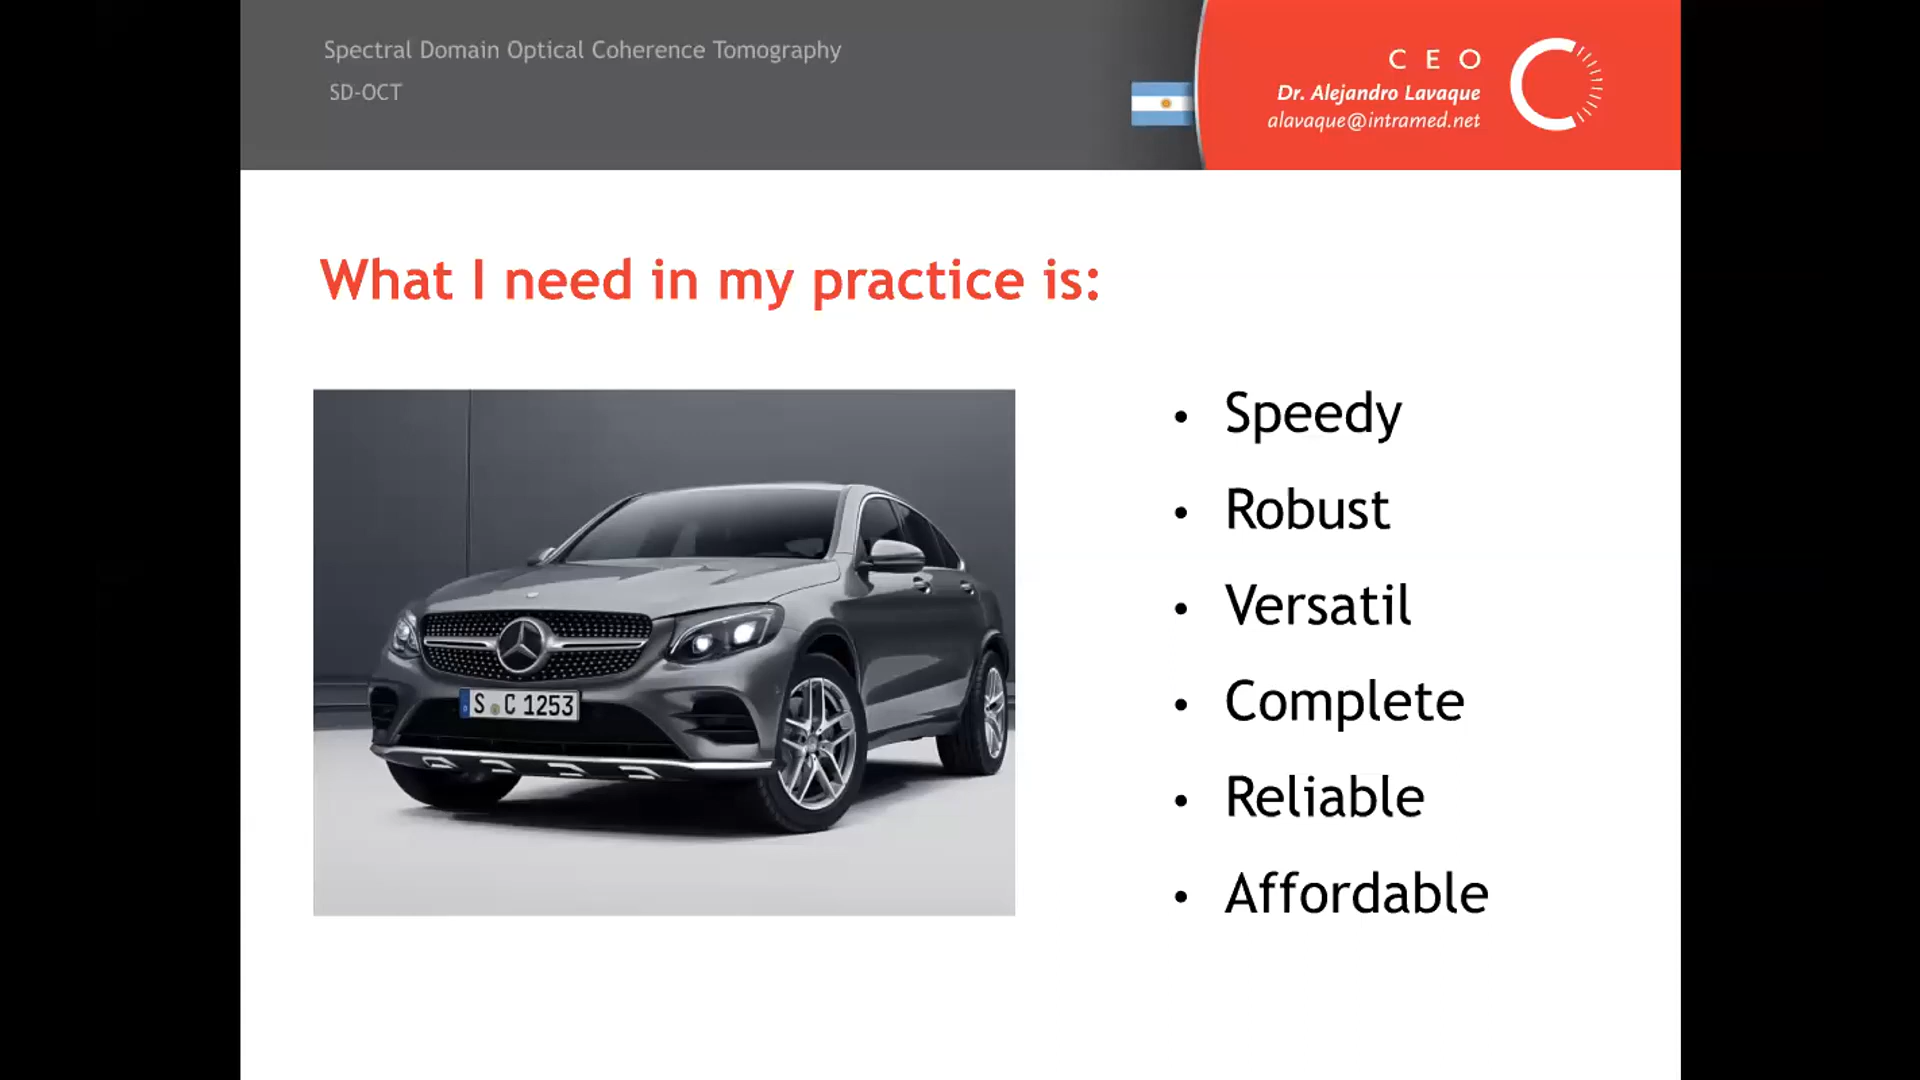 Spectral Domain Optical Coherence Tomography
SD-OCT
C E O
Dr. Alejandro Lavaque
alavaque@intramed.net
What I need in my practice is:
S C 1253
• Speedy
• Robust
• Versatil
• Complete
• Reliable
• Affordable